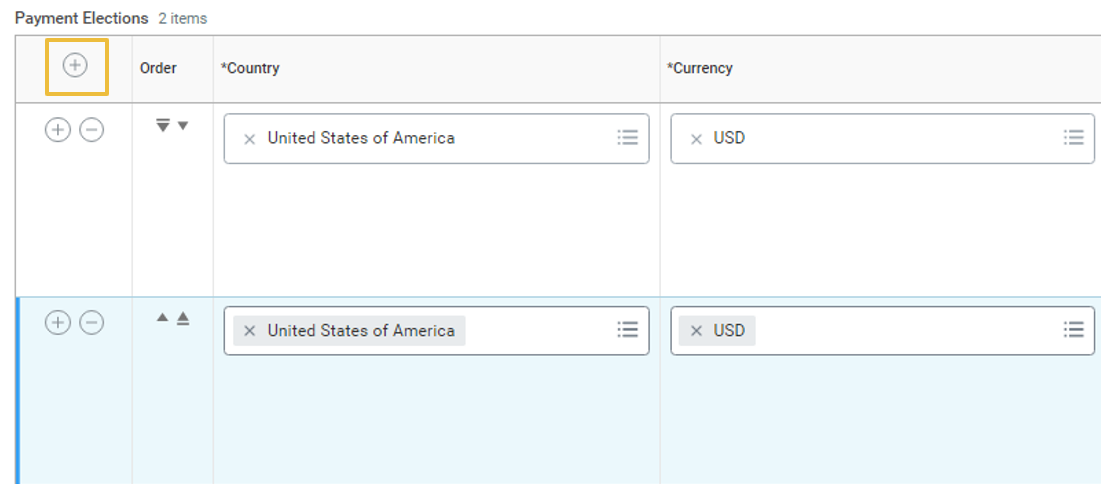 Payment Elections 2 items
Order *Country *Currency
United States of America USD
United States of America USD